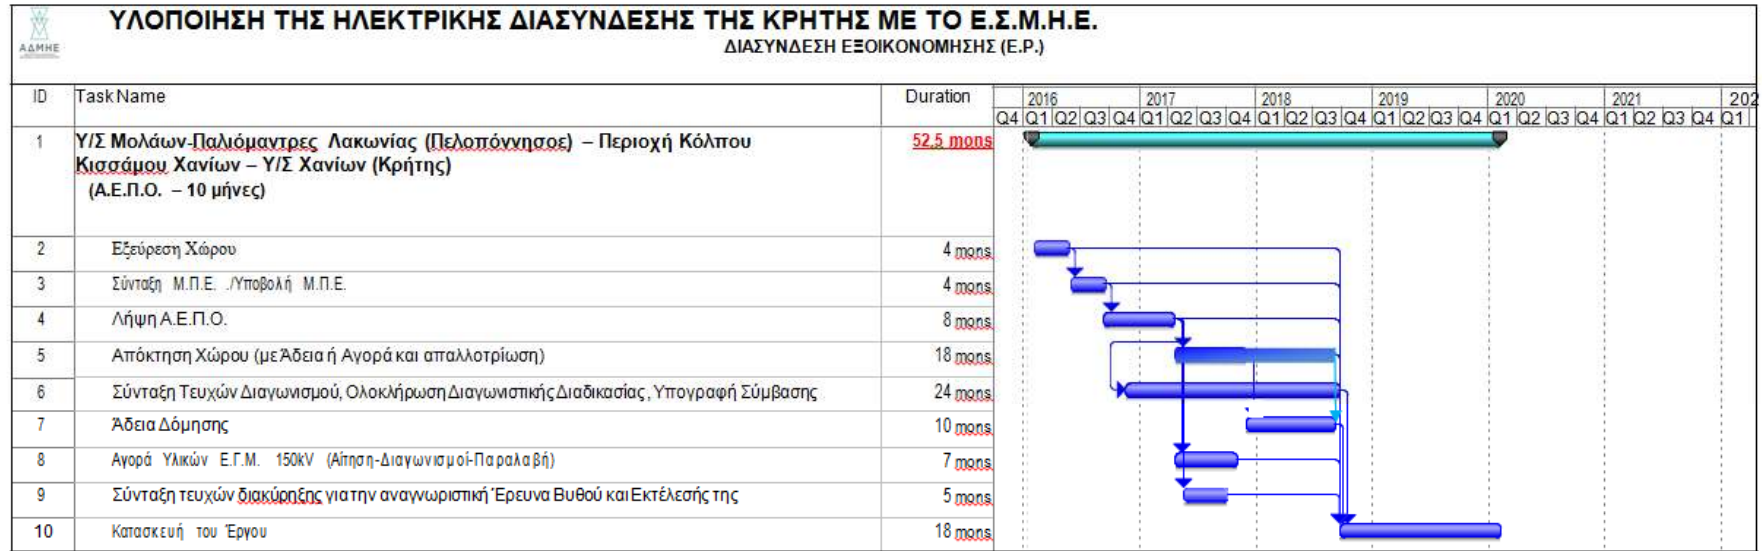 ΥΛΟΠΟΙΗΣΗ ΤΗΣ ΗΛΕΚΤΡΙΚΗΣ ΔΙΑΣΥΝΔΕΣΗΣ ΤΗΣ ΚΡΗΤΗΣ ΜΕ ΤΟ Ε.Σ.Μ.Η.Ε.
ΑΔΜΗΕ
ΔΙΑΣΥΝΔΕΣΗ ΕΞΟΙΚΟΝΟΜΗΣΗΣ (Ε.Ρ.)
ID Task Name Duration 2016 2017 2018 2019 2020 2021 202
Q4 Q1 Q2 Q3 Q4 Q1 Q2 Q3 Q4 Q1 Q2 Q3 Q4 Q1 Q2 Q3 Q4 Q1 Q2 Q3 Q4 Q1 Q2 Q3 Q4 Q1
1 Υ/Σ Μολάων-Παλιόμαντρες Λακωνίας (Πελοπόννησος) – Περιοχή Κόλπου 52,5 mons
Κισσάμου Χανίων – Υ/Σ Χανίων (Κρήτης)
(Α.Ε.Π.Ο. – 10 μήνες)
2 Εξεύρεση Χώρου 4 mons
3 Σύνταξη Μ.Π.Ε. ./Υποβολή Μ.Π.Ε. 4 mons
4 Λήψη Α.Ε.Π.Ο. 8 mons
5 Απόκτηση Χώρου (με Άδεια ή Αγορά και απαλλοτρίωση) 18 mons
6 Σύνταξη Τευχών Διαγωνισμού, Ολοκλήρωση Διαγωνιστικής Διαδικασίας, Υπογραφή Σύμβασης 24 mons
7 Άδεια Δόμησης 10 mons
8 Αγορά Υλικών Ε.Γ.Μ. 150kV (Αίτηση-Διαγωνισμοί-Παραλαβή) 7 mons
9 Σύνταξη τευχών διακύρηξης για την αναγνωριστική Έρευνα Βυθού και Εκτέλεσής της 5 mons
10 Κατασκευή του Έργου 18 mons